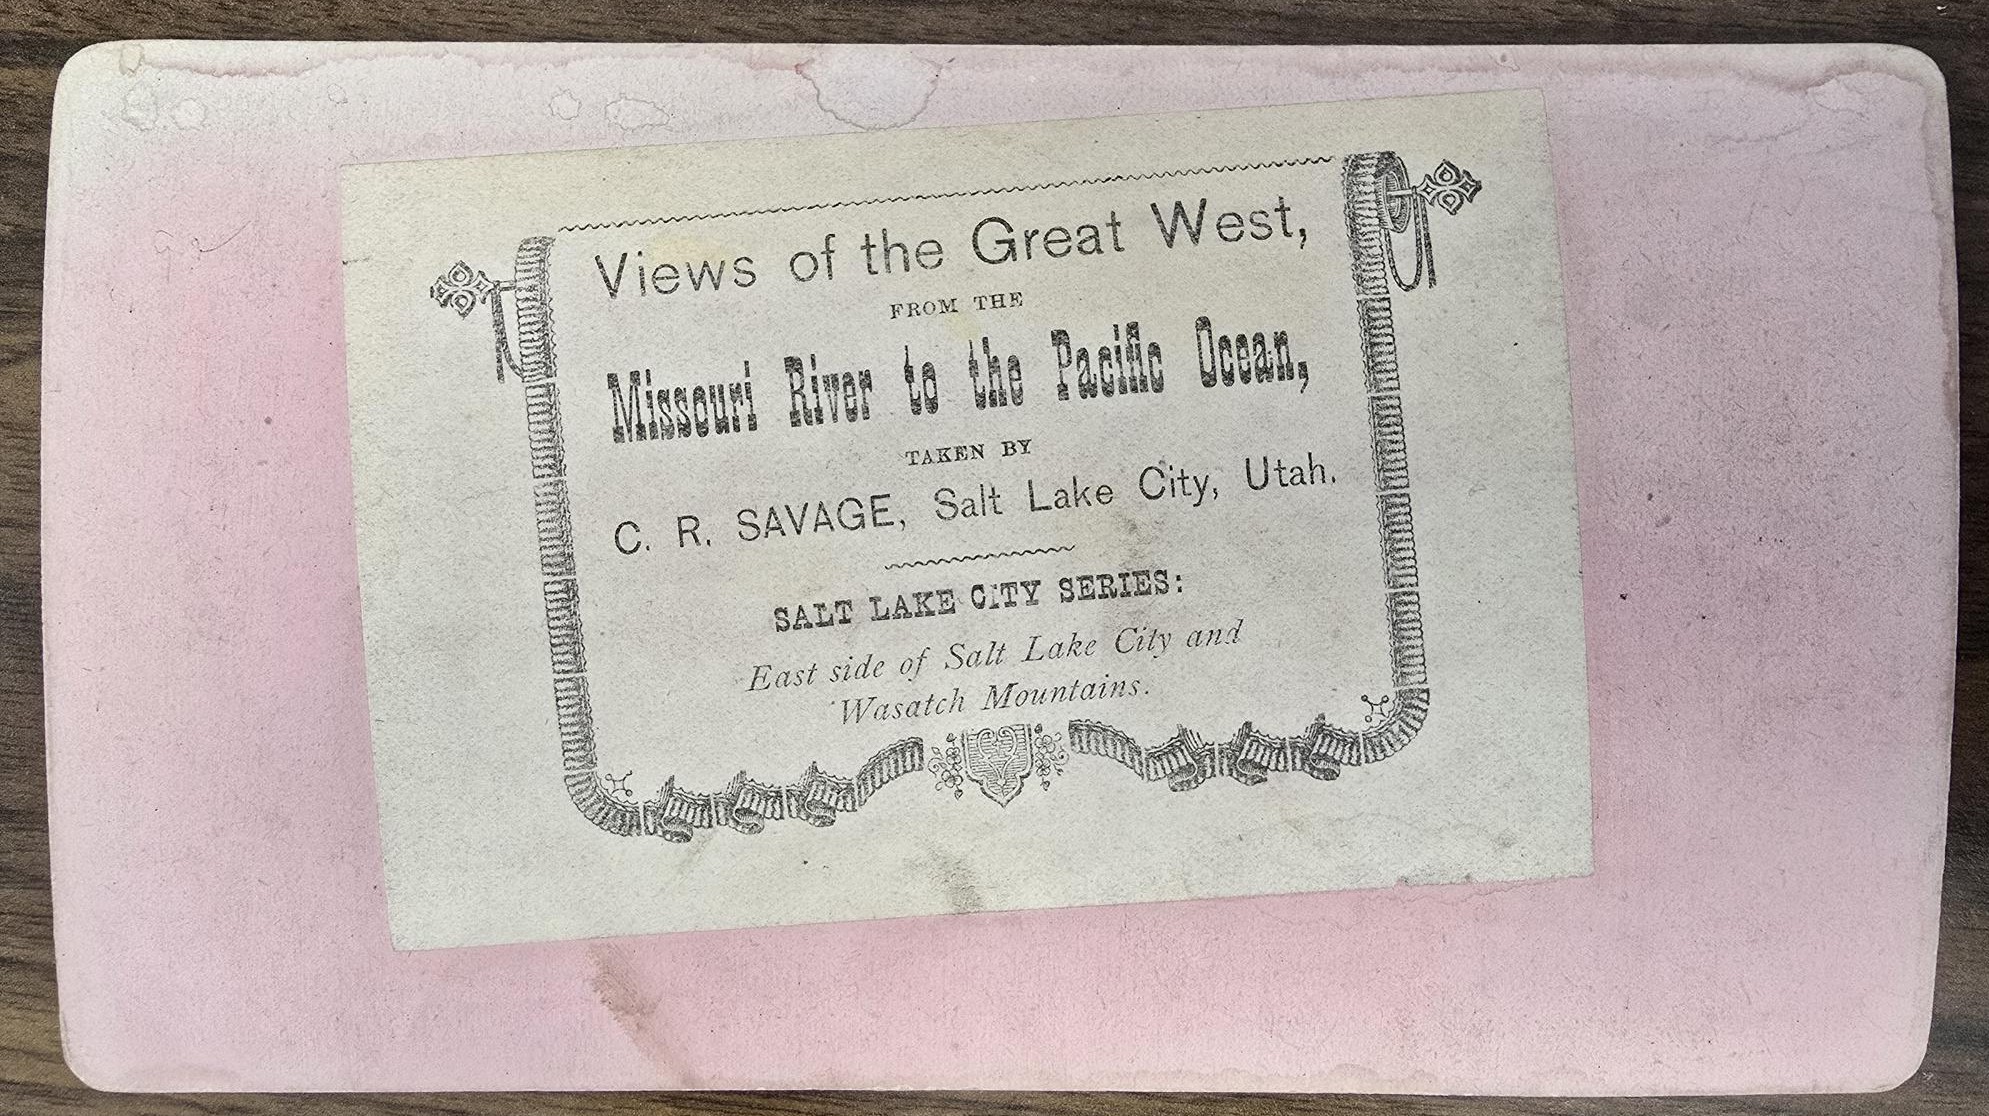 Views of the Great West,
FROM THE
Missouri River to the Pacific Ocean,
TAKEN BY
C. R. SAVAGE, Salt Lake City, Utah.
SALT LAKE CITY SERIES:
East side of Salt Lake City and
Wasatch Mountains.